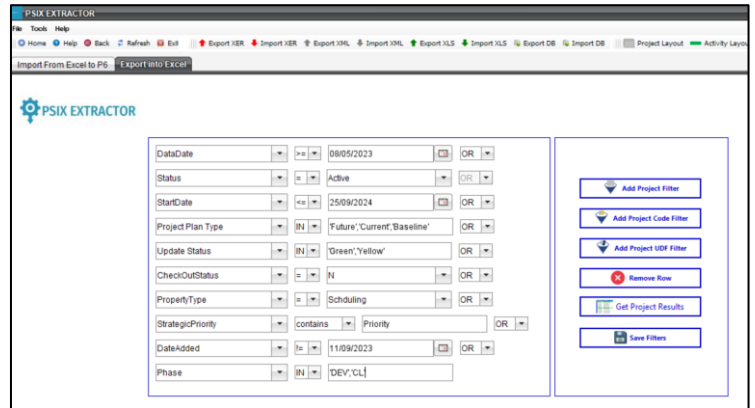 PSIX EXTRACTOR
File Tools Help
Home Help Back Refresh Exit Export XER Import XER Export XML Import XML Export XLS Import XLS Export DB Import DB Project Layout Activity Layou
Import From Excel to P6 Export into Excel
PSIX EXTRACTOR
DataDate >= 08/05/2023 OR
Status = Active OR
StartDate <= 25/09/2024 OR
Project Plan Type IN 'Future','Current','Baseline' OR
Update Status IN 'Green','Yellow' OR
CheckOutStatus = N OR
PropertyType = Schduling OR
StrategicPriority contains Priority OR
DateAdded != 11/09/2023 OR
Phase IN 'DEV','CL'
Add Project Filter
Add Project Code Filter
Add Project UDF Filter
Remove Row
Get Project Results
Save Filters